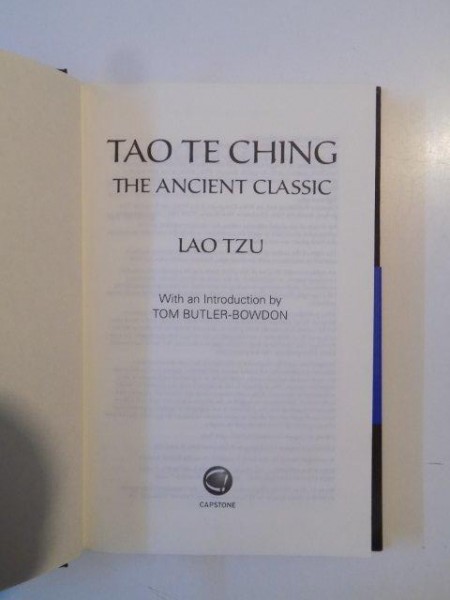 TAO TE CHING
THE ANCIENT CLASSIC
LAO TZU
With an Introduction by
TOM BUTLER-BOWDON
CAPSTONE